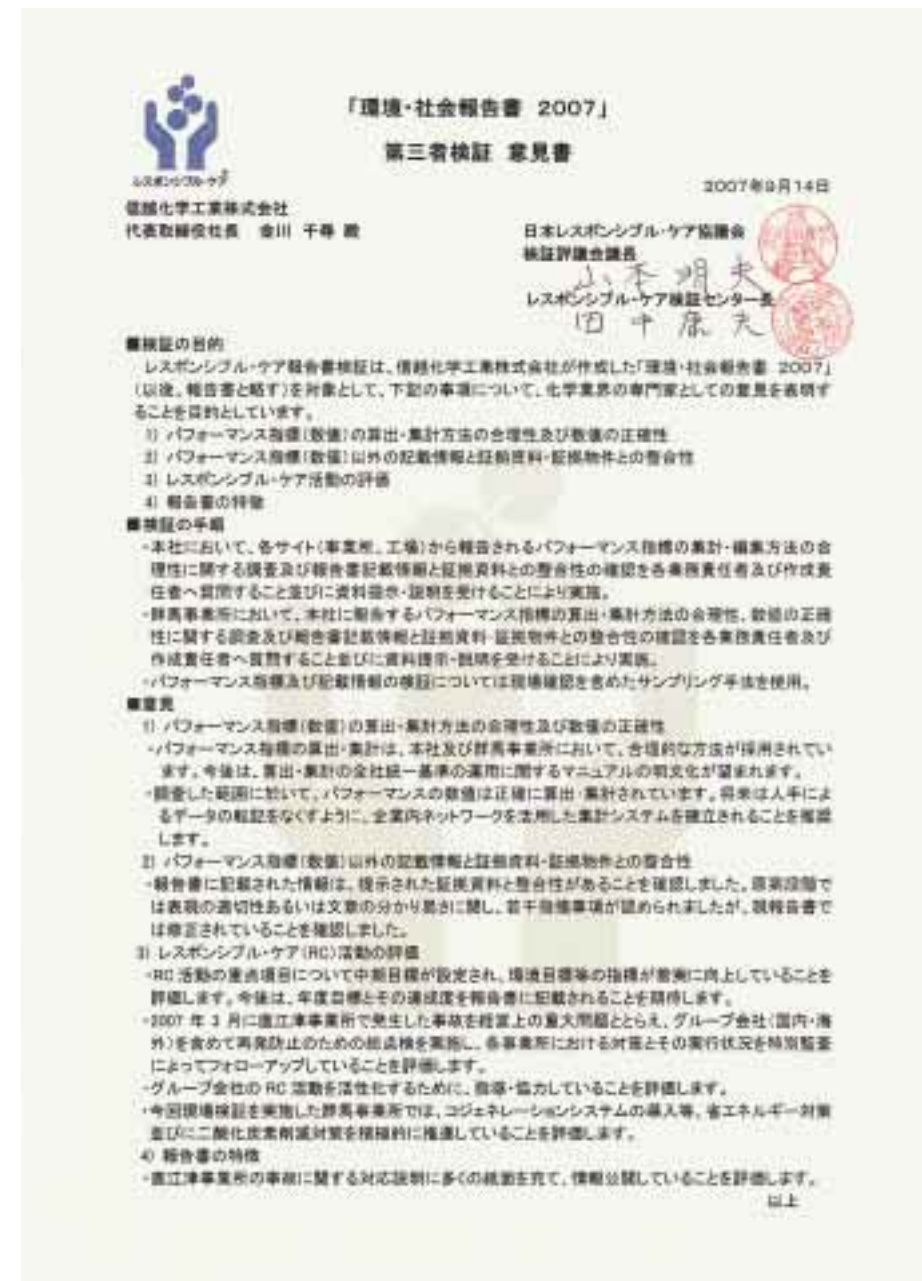 「環境・社会報告書 2007」
第三者検証 意見書
レスポンシブル・ケア
2007年9月14日
信越化学工業株式会社
代表取締役社長 金川 千尋 殿
日本レスポンシブル・ケア協議会
検証評議会議長
山本 明夫
レスポンシブル・ケア検証センター長
田中 康夫
■検証の目的
レスポンシブル・ケア報告書検証は、信越化学工業株式会社が作成した「環境・社会報告書 2007」
(以後、報告書と略す)を対象として、下記の事項について、化学業界の専門家としての意見を表明す
ることを目的としています。
1) パフォーマンス指標(数値)の算出・集計方法の合理性及び数値の正確性
2) パフォーマンス指標(数値)以外の記載情報と証拠資料・証拠物件との整合性
3) レスポンシブル・ケア活動の評価
4) 報告書の特徴
■検証の手順
・本社において、各サイト(事業所、工場)から報告されるパフォーマンス指標の集計・編集方法の合
理性に関する調査及び報告書記載情報と証拠資料との整合性の確認を各業務責任者及び作成責
任者へ質問すること並びに資料提示・説明を受けることにより実施。
・群馬事業所において、本社に報告するパフォーマンス指標の算出・集計方法の合理性、数値の正確
性に関する調査及び報告書記載情報と証拠資料・証拠物件との整合性の確認を各業務責任者及び
作成責任者へ質問すること並びに資料提示・説明を受けることにより実施。
・パフォーマンス指標及び記載情報の検証については現場確認を含めたサンプリング手法を使用。
■意見
1) パフォーマンス指標(数値)の算出・集計方法の合理性及び数値の正確性
・パフォーマンス指標の算出・集計は、本社及び群馬事業所において、合理的な方法が採用されてい
ます。今後は、算出・集計の全社統一基準の運用に関するマニュアルの明文化が望まれます。
・調査した範囲に於いて、パフォーマンスの数値は正確に算出・集計されています。将来は人手によ
るデータの転記をなくすように、企業内ネットワークを活用した集計システムを確立されることを推奨
します。
2) パフォーマンス指標(数値)以外の記載情報と証拠資料・証拠物件との整合性
・報告書に記載された情報は、提示された証拠資料と整合性があることを確認しました。原案段階で
は表現の適切性あるいは文章の分かり易さに関し、若干指摘事項が認められましたが、現報告書で
は修正されていることを確認しました。
3) レスポンシブル・ケア(RC)活動の評価
・RC 活動の重点項目について中期目標が設定され、環境目標等の指標が着実に向上していることを
評価します。今後は、年度目標とその達成度を報告書に記載されることを期待します。
・2007 年 3 月に直江津事業所で発生した事故を経営上の重大問題ととらえ、グループ会社(国内・海
外)を含めて再発防止のための総点検を実施し、各事業所における対策とその実行状況を特別監査
によってフォローアップしていることを評価します。
・グループ会社の RC 活動を活性化するために、指導・協力していることを評価します。
・今回現場検証を実施した群馬事業所では、コジェネレーションシステムの導入等、省エネルギー対策
並びに二酸化炭素削減対策を積極的に推進していることを評価します。
4) 報告書の特徴
・直江津事業所の事故に関する対応説明に多くの紙面を充て、情報公開していることを評価します。
以上